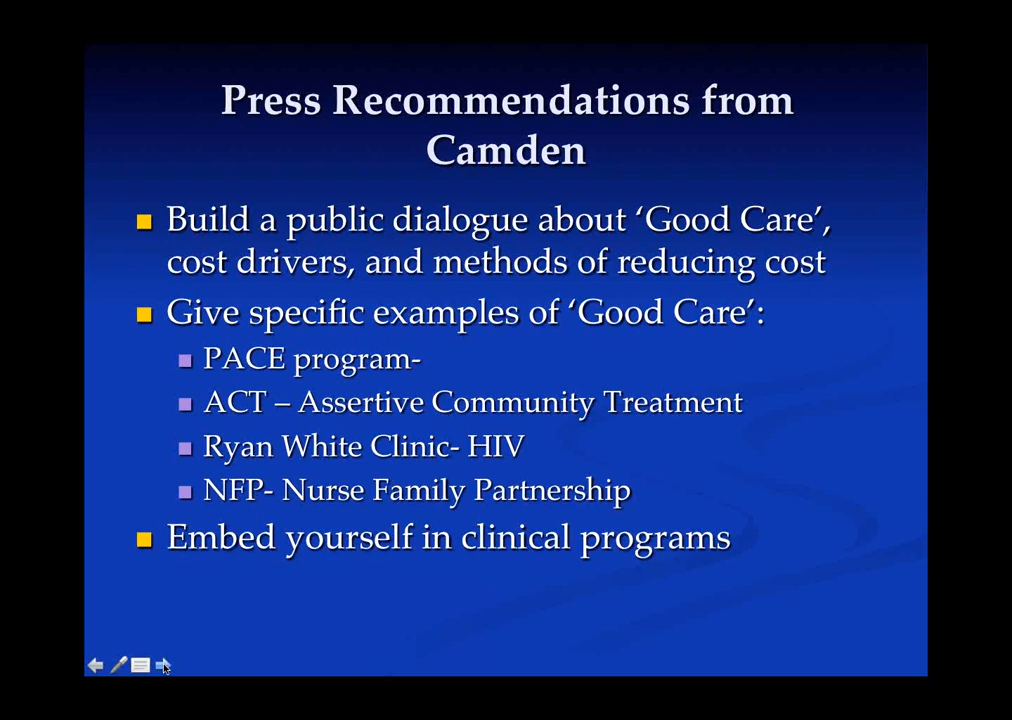 Press Recommendations from
Camden
Build a public dialogue about ‘Good Care’,
cost drivers, and methods of reducing cost
Give specific examples of ‘Good Care’:
PACE program-
ACT – Assertive Community Treatment
Ryan White Clinic- HIV
NFP- Nurse Family Partnership
Embed yourself in clinical programs